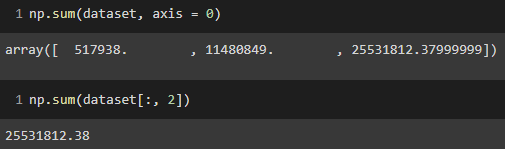 1 np.sum(dataset, axis = 0)
array([  517938.        , 11480849.        , 25531812.37999999])
1 np.sum(dataset[:, 2])
25531812.38